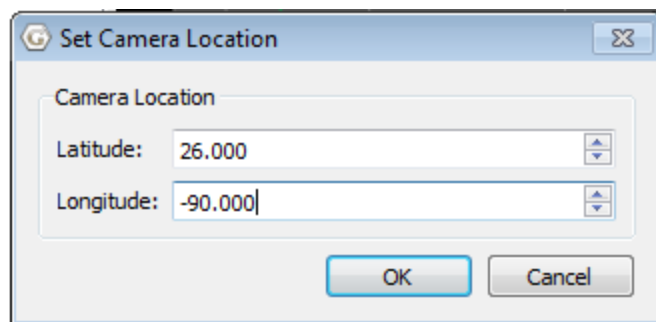 Set Camera Location
Camera Location
Latitude: 26.000
Longitude: -90.000
OK Cancel